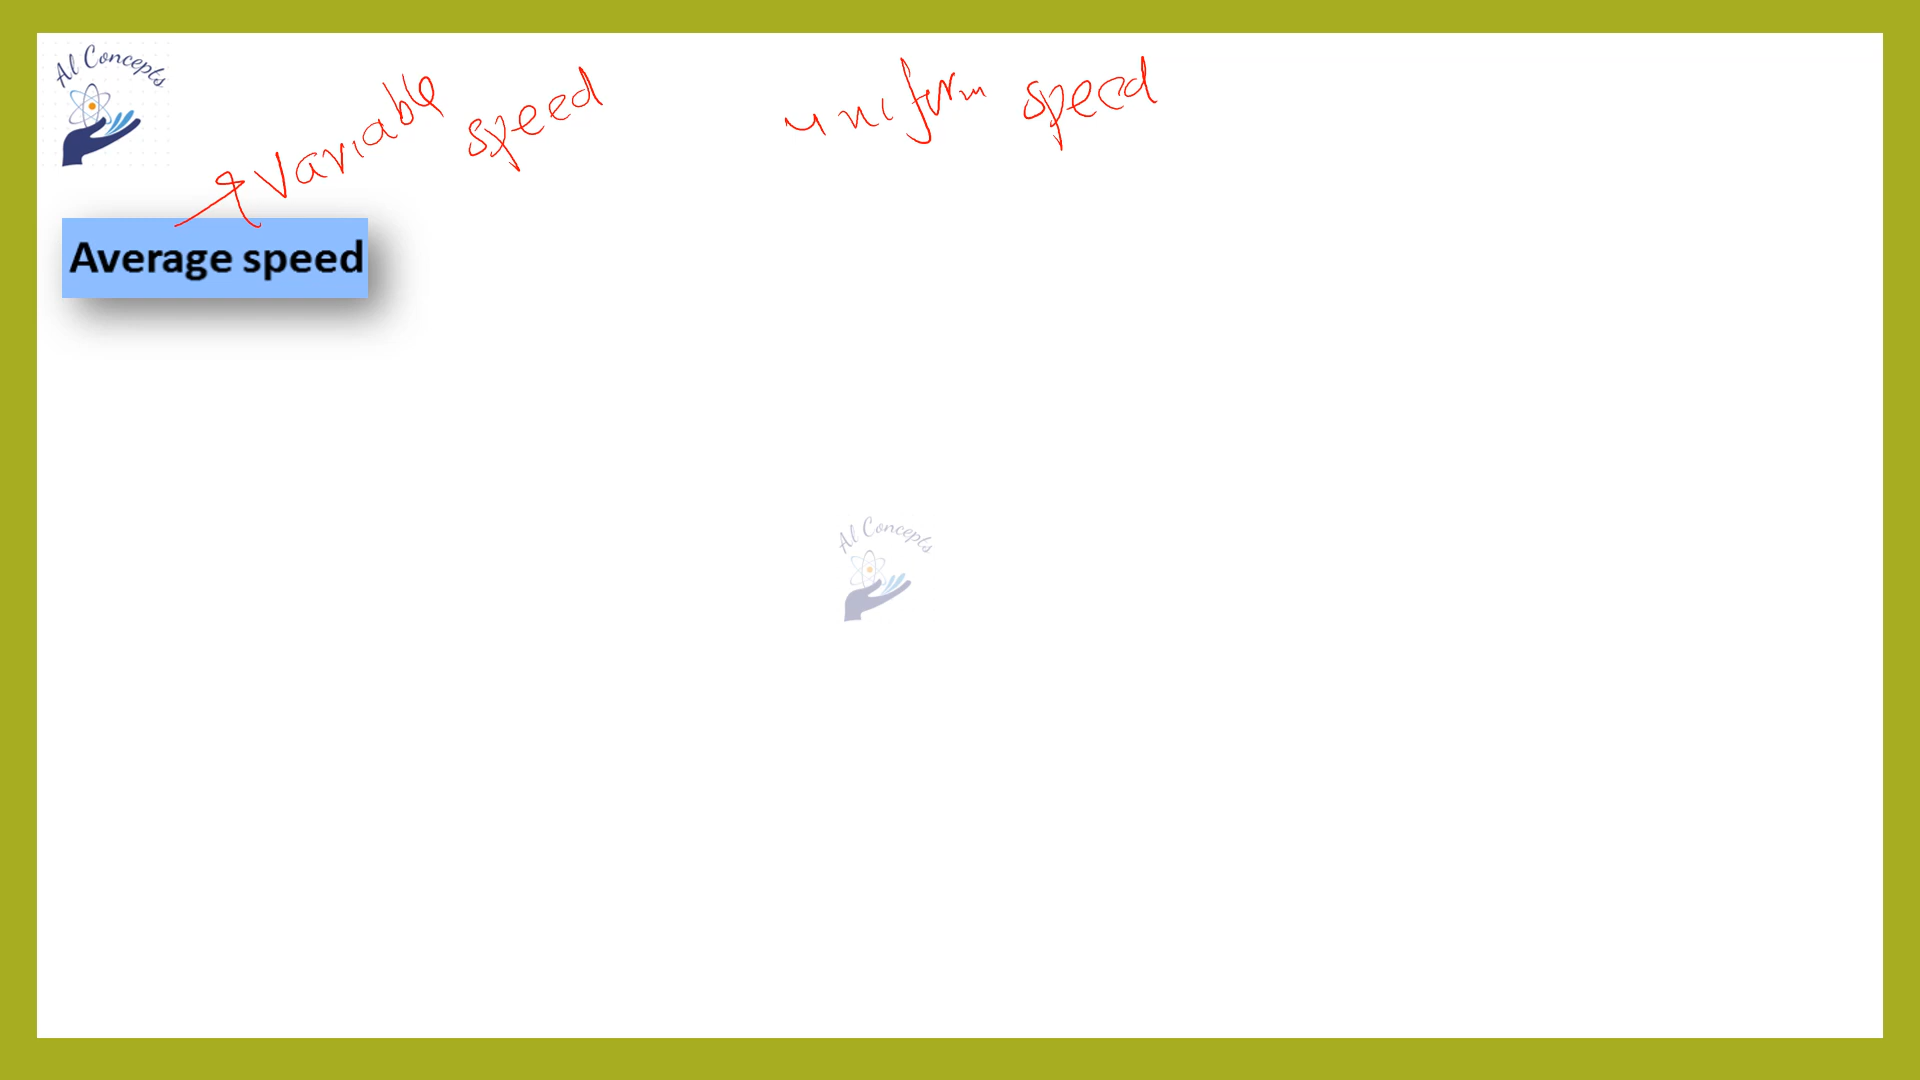 Al Concepts
variable speed
uniform speed
Average speed
Al Concepts